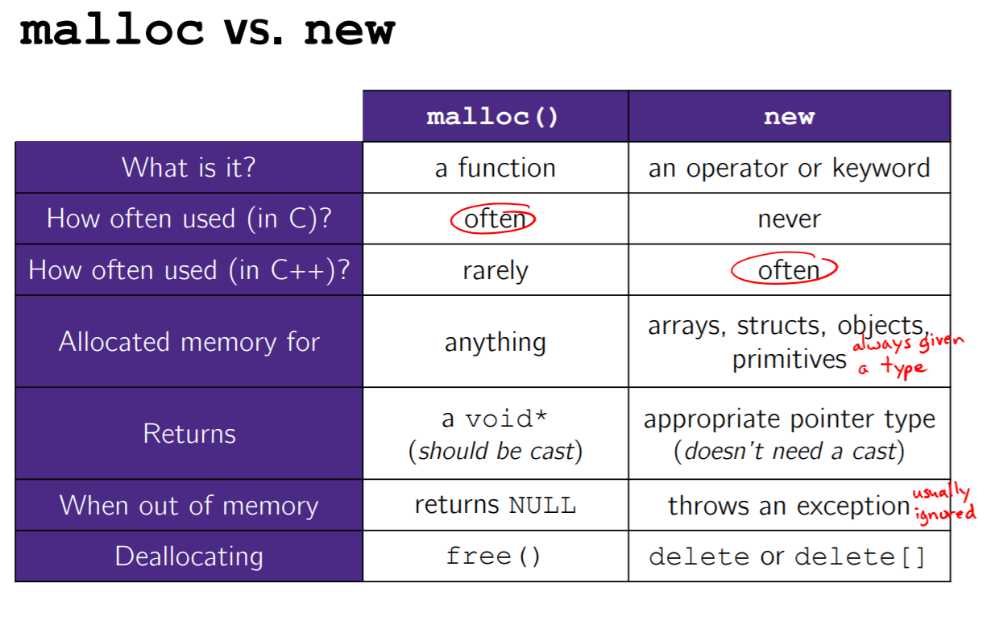 malloc vs. new
malloc() new
What is it? a function an operator or keyword
How often used (in C)? often never
How often used (in C++)? rarely often
Allocated memory for anything arrays, structs, objects,
primitives
always given
a type
Returns a void* appropriate pointer type
(should be cast) (doesn't need a cast)
When out of memory returns NULL throws an exception
usually
ignored
Deallocating free() delete or delete[]